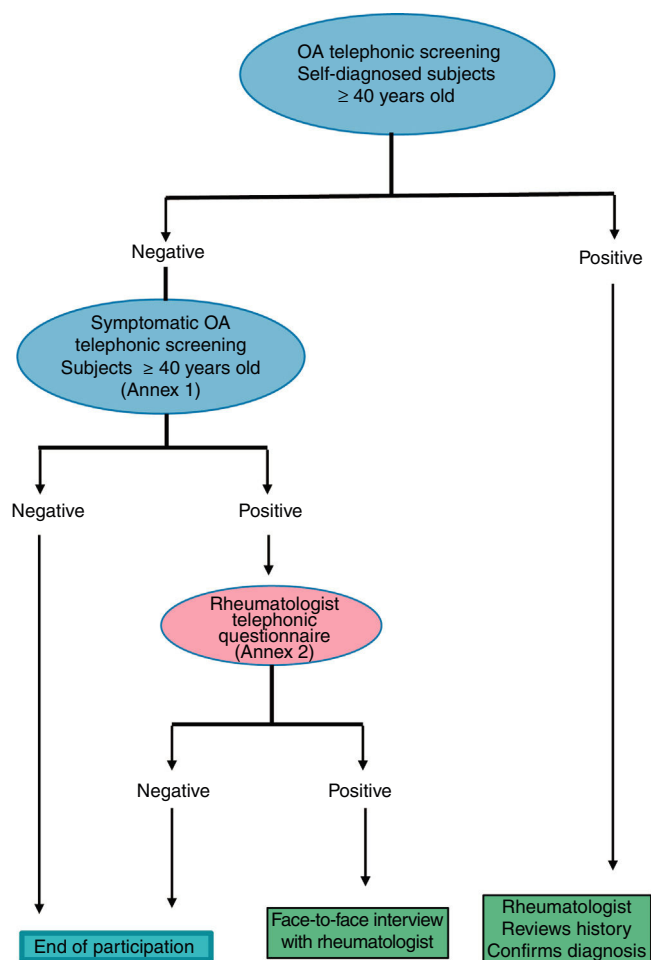 OA telephonic screening
Self-diagnosed subjects
≥ 40 years old
Negative
Positive
Symptomatic OA
telephonic screening
Subjects ≥ 40 years old
(Annex 1)
Negative
Positive
Rheumatologist
telephonic
questionnaire
(Annex 2)
Negative
Positive
End of participation
Face-to-face interview
with rheumatologist
Rheumatologist
Reviews history
Confirms diagnosis